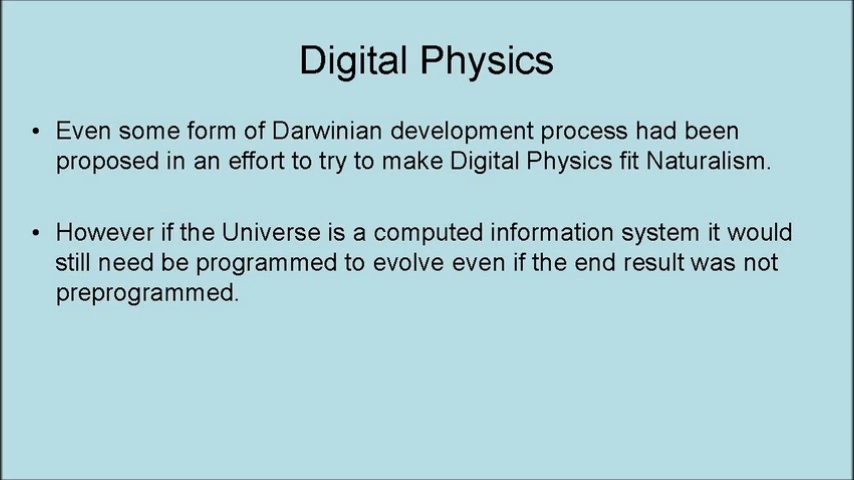 Digital Physics
• Even some form of Darwinian development process had been
proposed in an effort to try to make Digital Physics fit Naturalism.
• However if the Universe is a computed information system it would
still need be programmed to evolve even if the end result was not
preprogrammed.